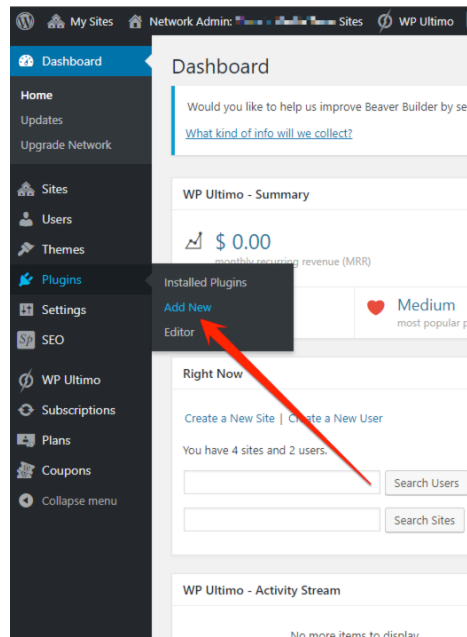 My Sites Network Admin: Sites WP Ultimo
Dashboard
Home
Updates
Upgrade Network
Sites
Users
Themes
Plugins
Settings
SEO
WP Ultimo
Subscriptions
Plans
Coupons
Collapse menu
Installed Plugins
Add New
Editor
Dashboard
Would you like to help us improve Beaver Builder by se
What kind of info will we collect?
WP Ultimo - Summary
$ 0.00
monthly recurring revenue (MRR)
Medium
most popular p
Right Now
Create a New Site | Create a New User
You have 4 sites and 2 users.
Search Users
Search Sites
WP Ultimo - Activity Stream
No more items to display